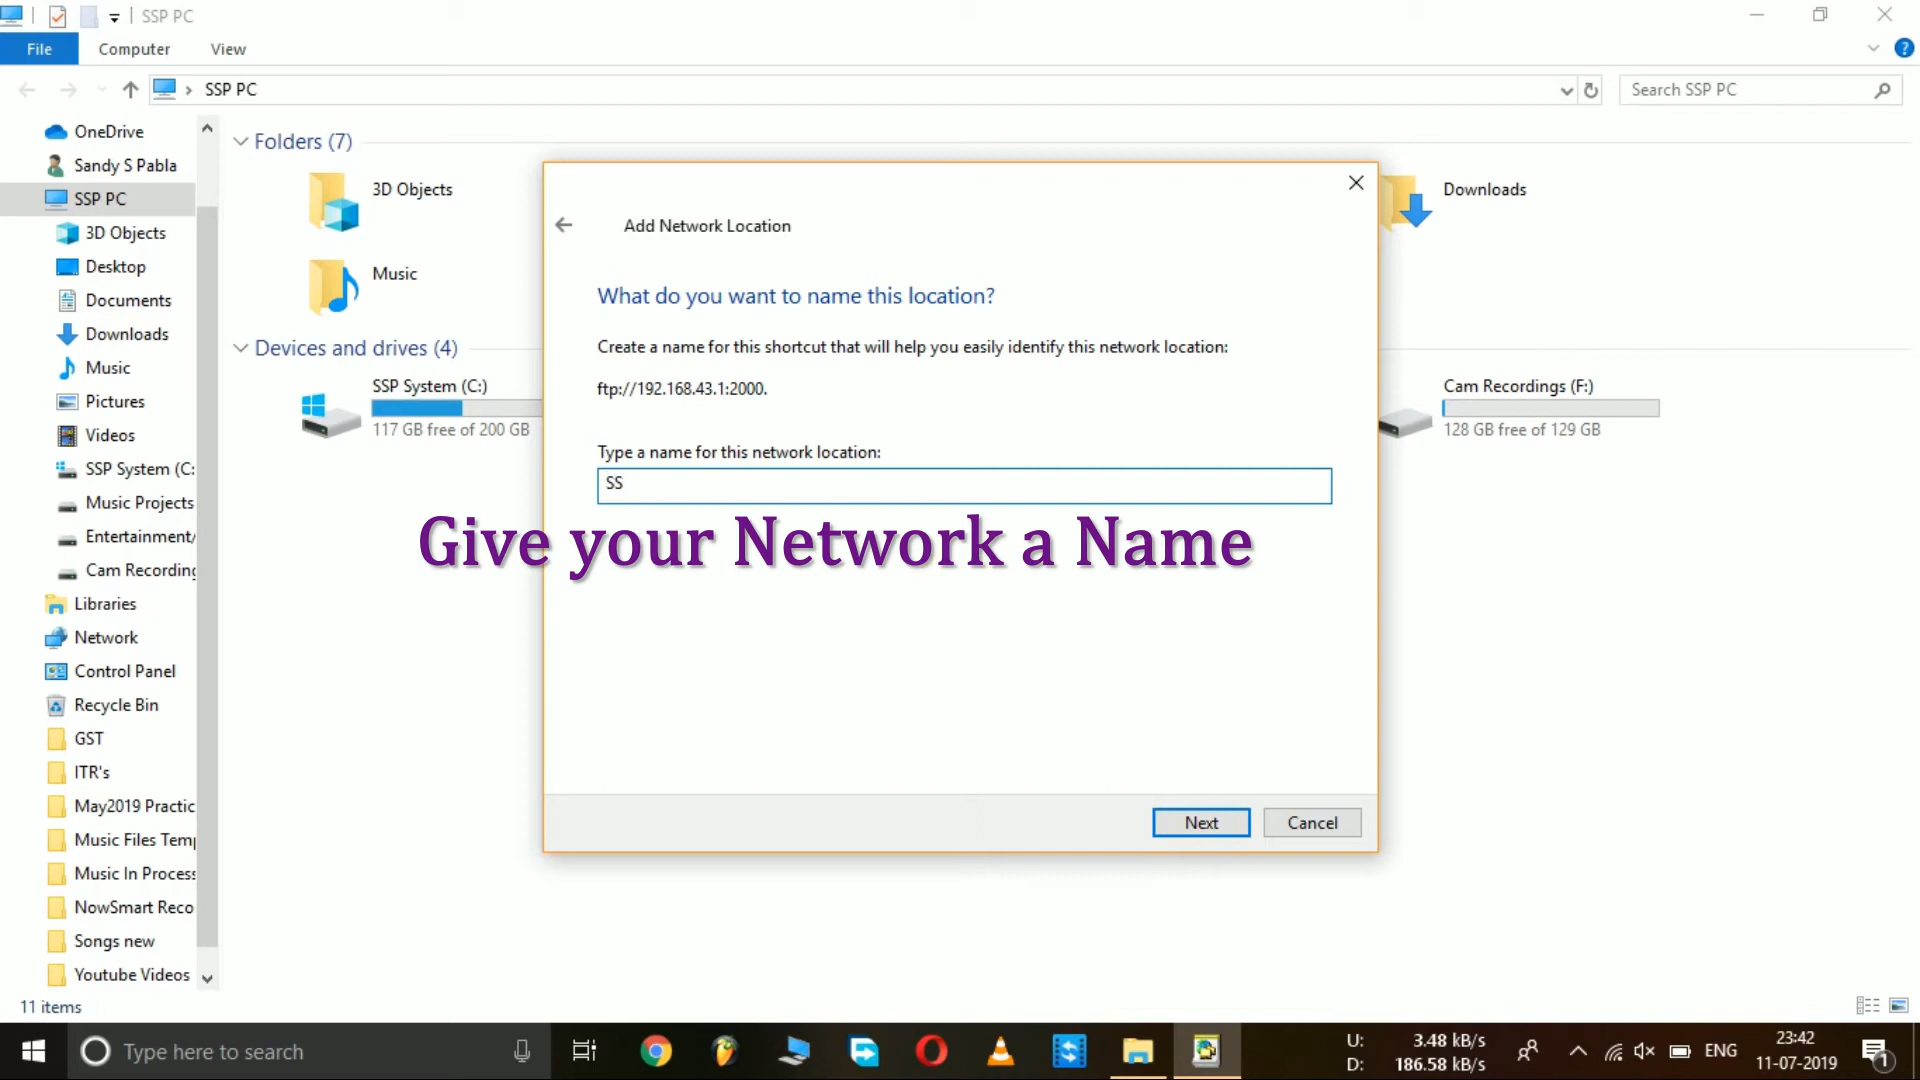 SSP PC
File
Computer
View
SSP PC
Search SSP PC
OneDrive
Sandy S Pabla
SSP PC
3D Objects
Desktop
Documents
Downloads
Music
Pictures
Videos
SSP System (C:
Music Projects
Entertainment/
Cam Recording
Libraries
Network
Control Panel
Recycle Bin
GST
ITR's
May2019 Practic
Music Files Temp
Music In Process
NowSmart Reco
Songs new
Youtube Videos
11 items
Folders (7)
3D Objects
Music
Downloads
Devices and drives (4)
SSP System (C:)
117 GB free of 200 GB
Cam Recordings (F:)
128 GB free of 129 GB
Add Network Location
What do you want to name this location?
Create a name for this shortcut that will help you easily identify this network location:
ftp://192.168.43.1:2000.
Type a name for this network location:
SS
Give your Network a Name
Next
Cancel
Type here to search
U: 3.48 kB/s
D: 186.58 kB/s
ENG
23:42
11-07-2019
1